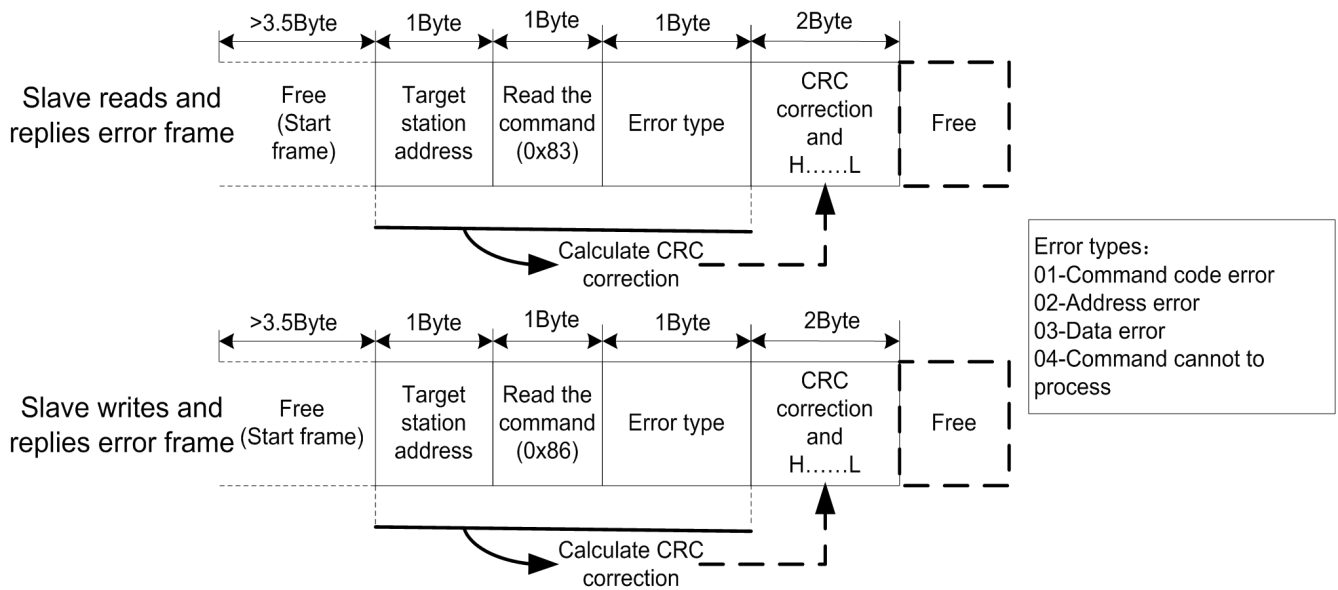 >3.5Byte 1Byte 1Byte 1Byte 2Byte
Slave reads and
replies error frame
Free
(Start
frame)
Target
station
address
Read the
command
(0x83)
Error type
CRC
correction
and
H......L
Free
Calculate CRC
correction
>3.5Byte 1Byte 1Byte 1Byte 2Byte
Slave writes and
replies error frame
Free
(Start frame)
Target
station
address
Read the
command
(0x86)
Error type
CRC
correction
and
H......L
Free
Calculate CRC
correction
Error types：
01-Command code error
02-Address error
03-Data error
04-Command cannot to
process